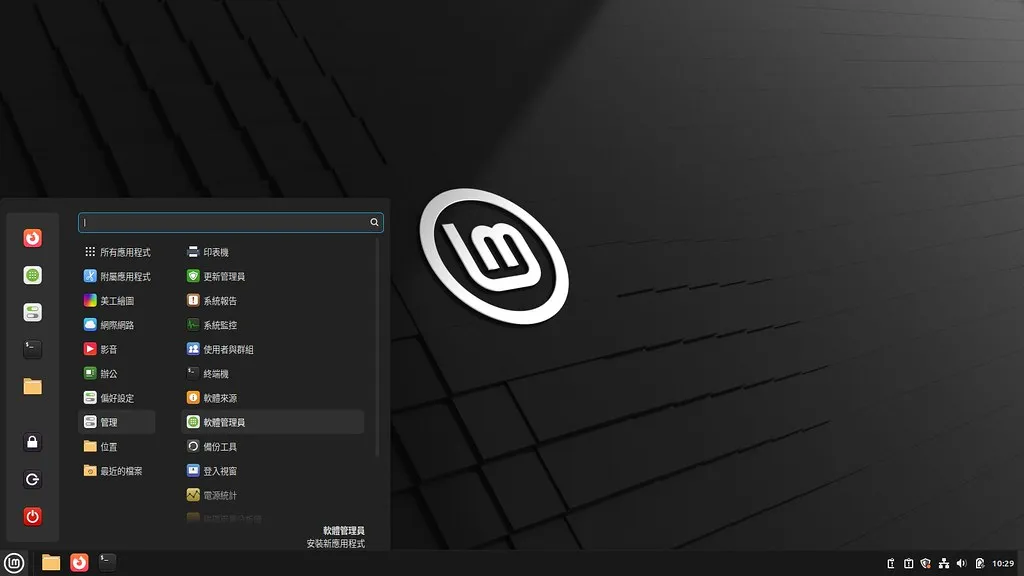 所有應用程式
附屬應用程式
美工繪圖
網際網路
影音
辦公
偏好設定
管理
位置
最近的檔案
印表機
更新管理員
系統報告
系統監控
使用者與群組
終端機
軟體來源
軟體管理員
備份工具
登入視窗
電源統計
軟體管理員
安裝新應用程式
10:29